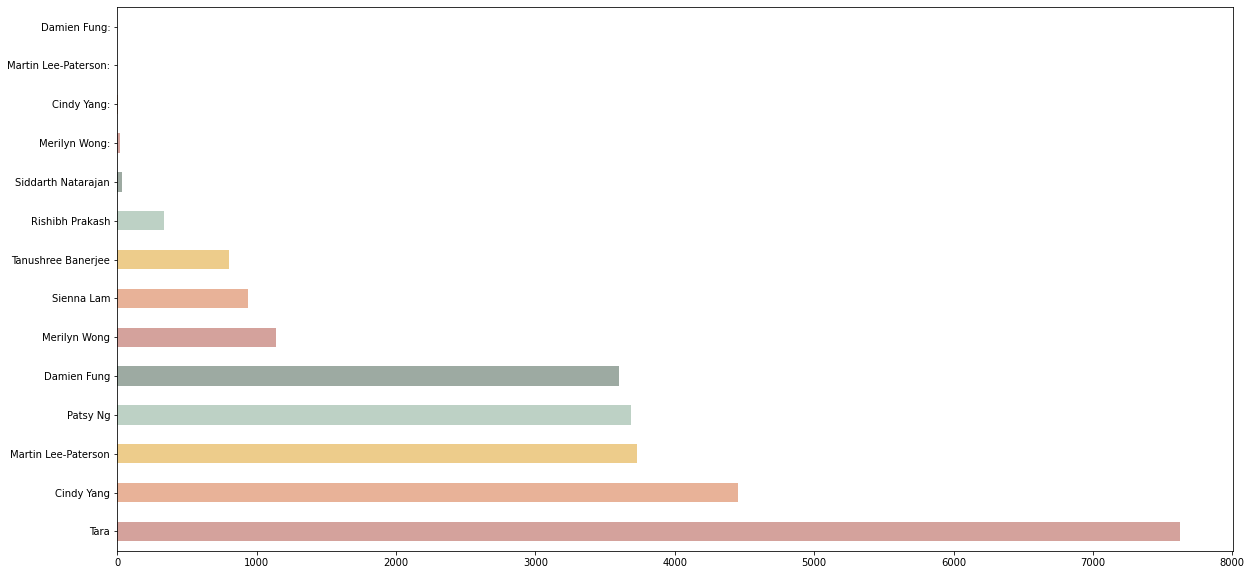 Damien Fung:
Martin Lee-Paterson:
Cindy Yang:
Merilyn Wong:
Siddarth Natarajan
Rishibh Prakash
Tanushree Banerjee
Sienna Lam
Merilyn Wong
Damien Fung
Patsy Ng
Martin Lee-Paterson
Cindy Yang
Tara
0 1000 2000 3000 4000 5000 6000 7000 8000